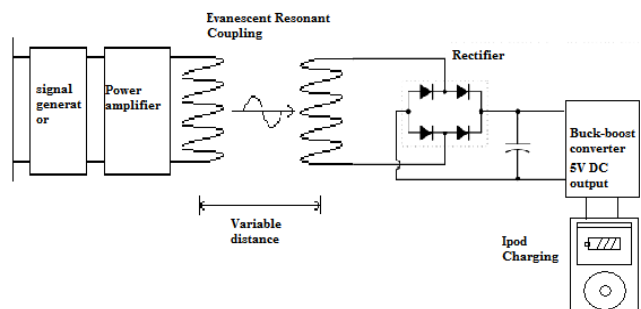 Evanescent Resonant
Coupling
Rectifier
signal
generat
or
Power
amplifier
Buck-boost
converter
5V DC
output
Variable
distance
Ipod
Charging